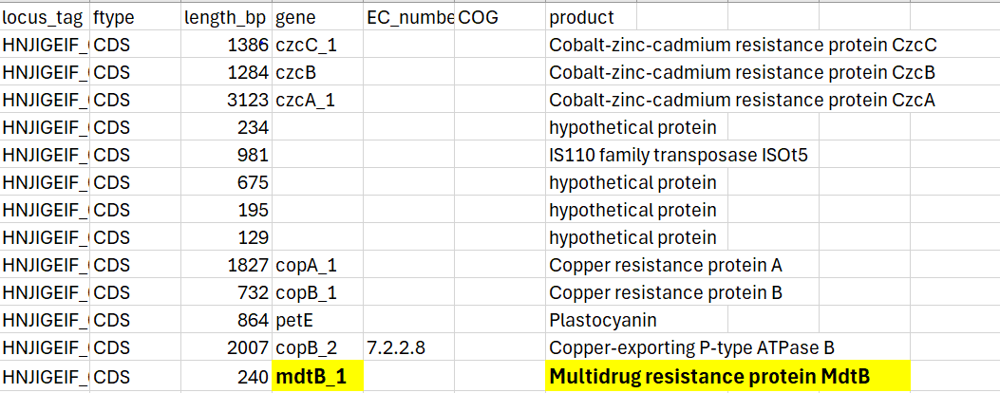 locus_tag ftype length_bp gene EC_numbe COG product
HNJIGEIF_ CDS 1386 czcC_1 Cobalt-zinc-cadmium resistance protein CzcC
HNJIGEIF_ CDS 1284 czcB Cobalt-zinc-cadmium resistance protein CzcB
HNJIGEIF_ CDS 3123 czcA_1 Cobalt-zinc-cadmium resistance protein CzcA
HNJIGEIF_ CDS 234 hypothetical protein
HNJIGEIF_ CDS 981 IS110 family transposase ISOt5
HNJIGEIF_ CDS 675 hypothetical protein
HNJIGEIF_ CDS 195 hypothetical protein
HNJIGEIF_ CDS 129 hypothetical protein
HNJIGEIF_ CDS 1827 copA_1 Copper resistance protein A
HNJIGEIF_ CDS 732 copB_1 Copper resistance protein B
HNJIGEIF_ CDS 864 petE Plastocyanin
HNJIGEIF_ CDS 2007 copB_2 7.2.2.8 Copper-exporting P-type ATPase B
HNJIGEIF_ CDS 240 mdtB_1 Multidrug resistance protein MdtB